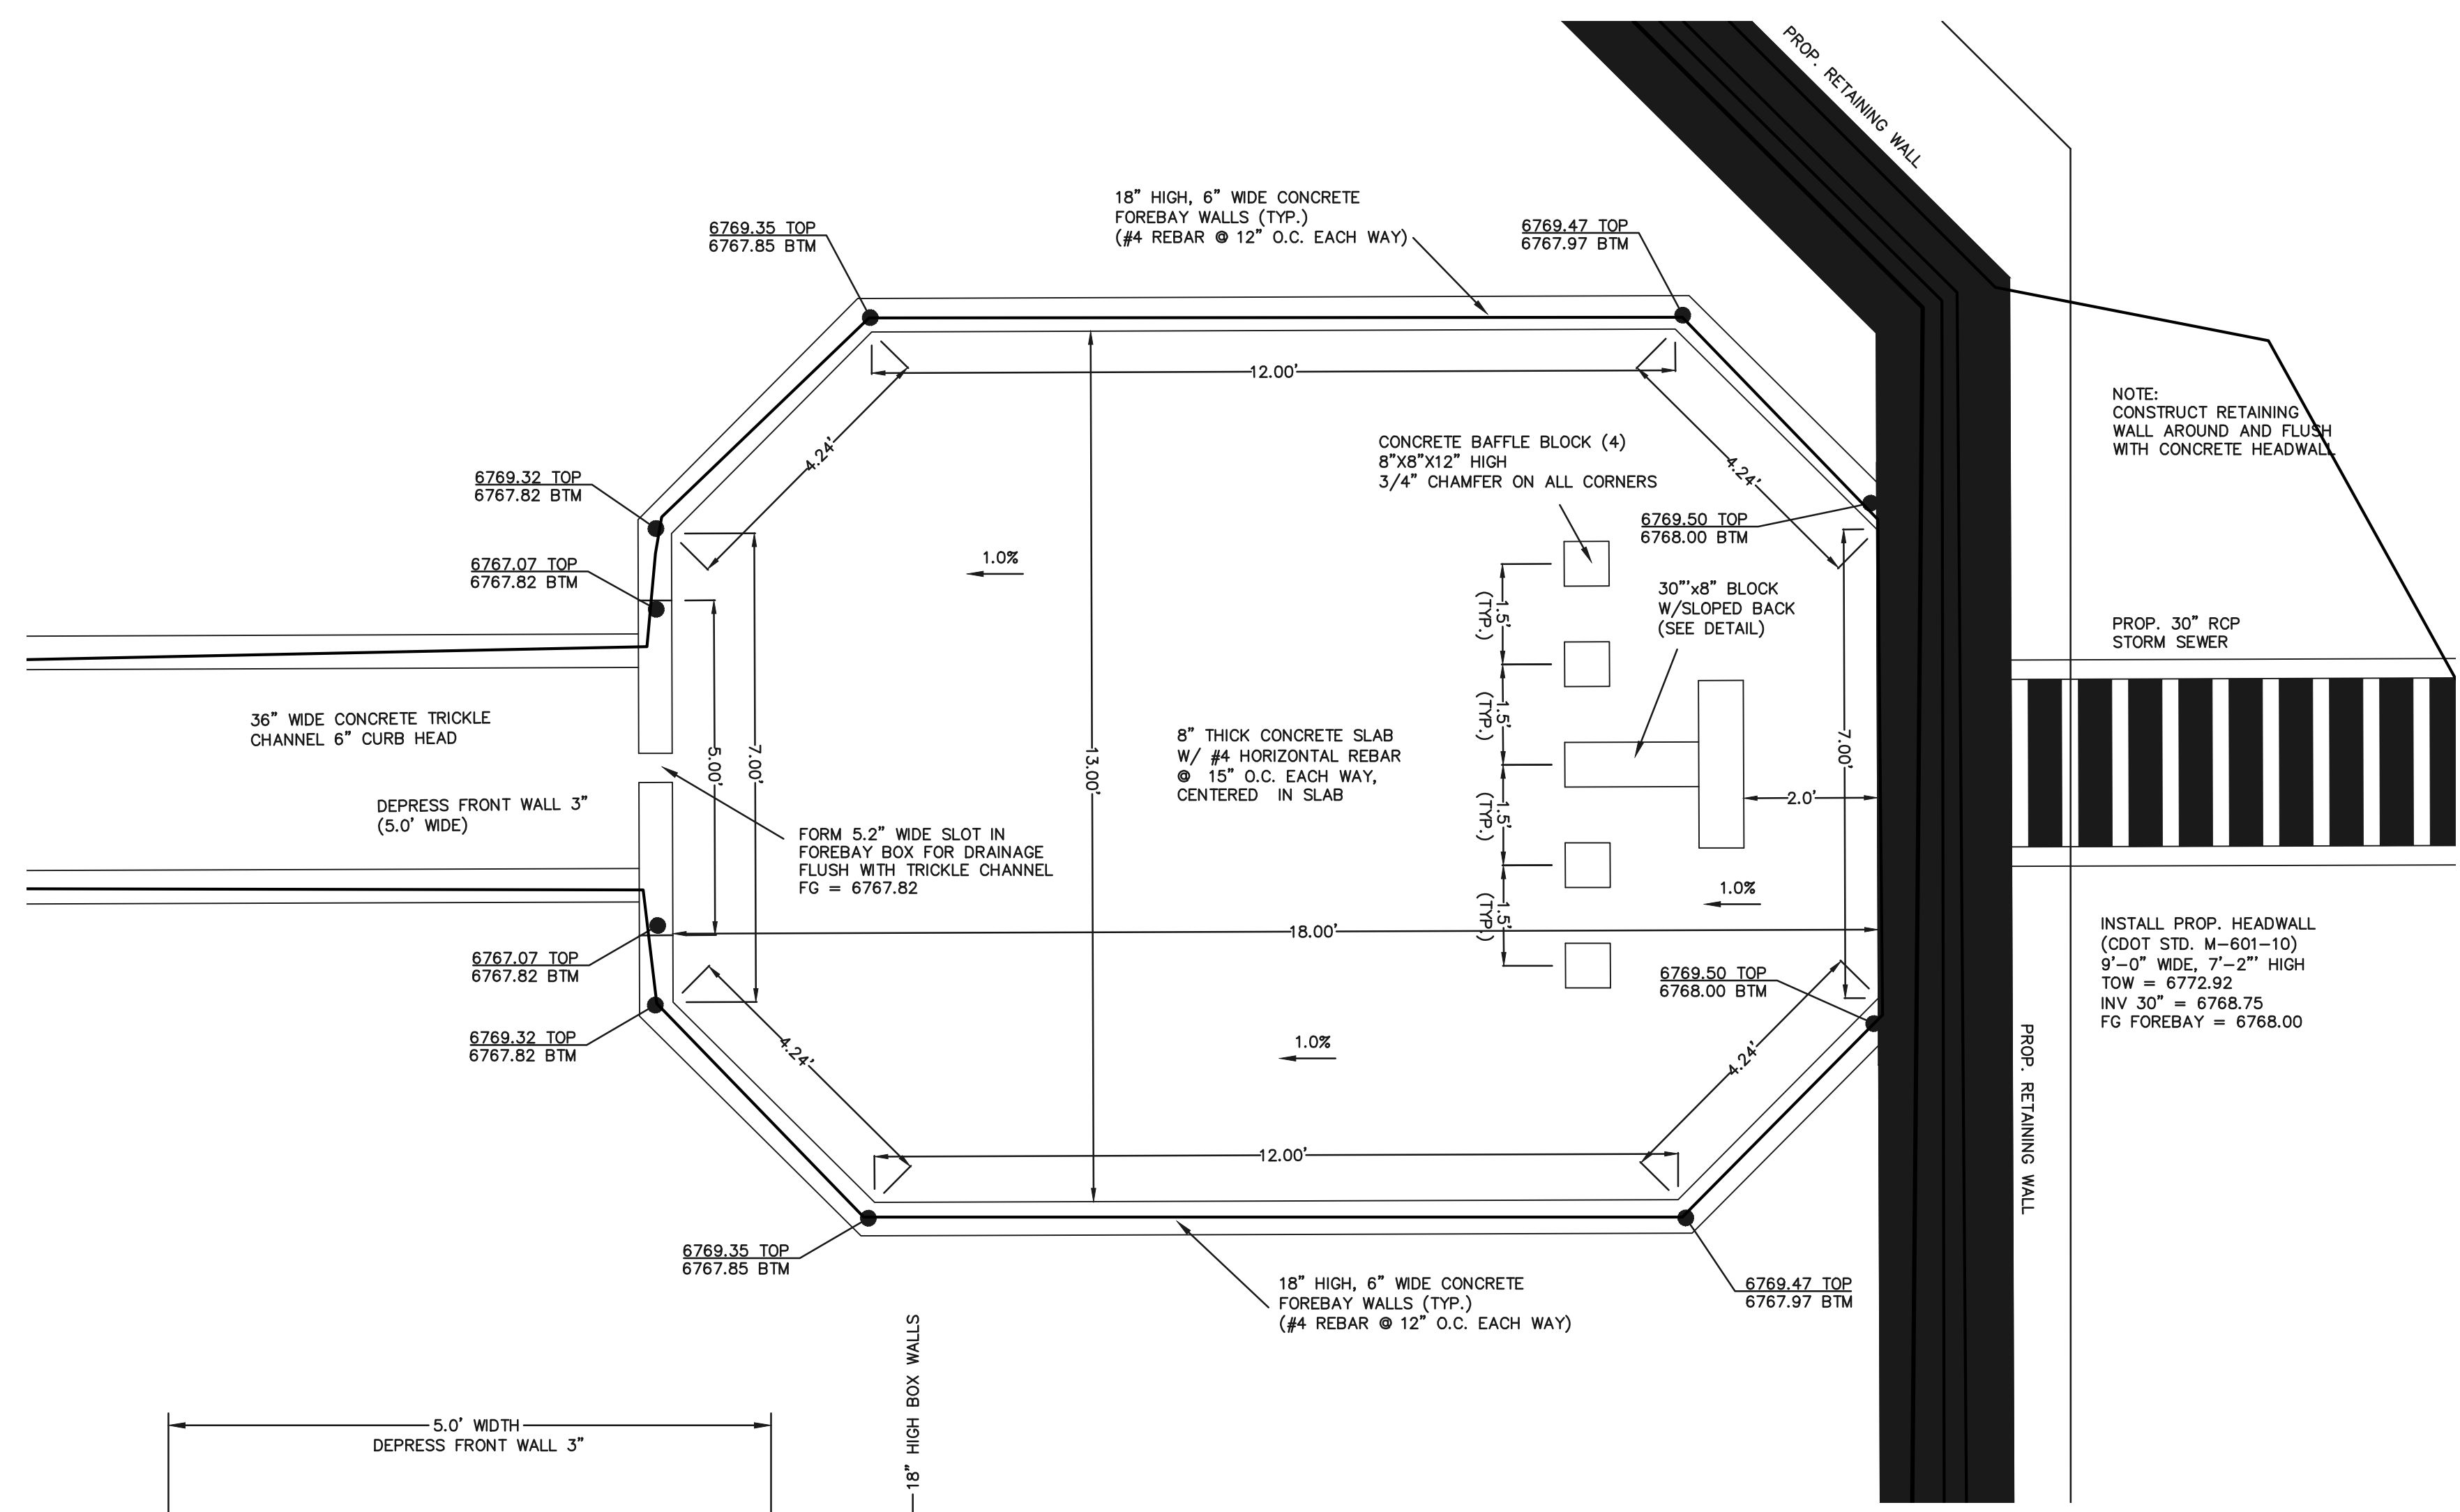 PROP. RETAINING WALL
18" HIGH, 6" WIDE CONCRETE
FOREBAY WALLS (TYP.)
(#4 REBAR @ 12" O.C. EACH WAY)
6769.35 TOP
6767.85 BTM
6769.47 TOP
6767.97 BTM
12.00'
4.24'
4.24'
NOTE:
CONSTRUCT RETAINING
WALL AROUND AND FLUSH
WITH CONCRETE HEADWALL
CONCRETE BAFFLE BLOCK (4)
8"X8"X12" HIGH
3/4" CHAMFER ON ALL CORNERS
6769.32 TOP
6767.82 BTM
6769.50 TOP
6768.00 BTM
6767.07 TOP
6767.82 BTM
1.0%
30"'x8" BLOCK
W/SLOPED BACK
(SEE DETAIL)
1.5'
(TYP.)
1.5'
(TYP.)
1.5'
(TYP.)
1.5'
(TYP.)
PROP. 30" RCP
STORM SEWER
36" WIDE CONCRETE TRICKLE
CHANNEL 6" CURB HEAD
5.00'
7.00'
13.00'
8" THICK CONCRETE SLAB
W/ #4 HORIZONTAL REBAR
@ 15" O.C. EACH WAY,
CENTERED IN SLAB
7.00'
2.0'
DEPRESS FRONT WALL 3"
(5.0' WIDE)
FORM 5.2" WIDE SLOT IN
FOREBAY BOX FOR DRAINAGE
FLUSH WITH TRICKLE CHANNEL
FG = 6767.82
1.0%
18.00'
INSTALL PROP. HEADWALL
(CDOT STD. M-601-10)
9'-0" WIDE, 7'-2"' HIGH
TOW = 6772.92
INV 30" = 6768.75
FG FOREBAY = 6768.00
6767.07 TOP
6767.82 BTM
6769.50 TOP
6768.00 BTM
6769.32 TOP
6767.82 BTM
4.24'
1.0%
4.24'
PROP. RETAINING WALL
12.00'
6769.35 TOP
6767.85 BTM
18" HIGH, 6" WIDE CONCRETE
FOREBAY WALLS (TYP.)
(#4 REBAR @ 12" O.C. EACH WAY)
6769.47 TOP
6767.97 BTM
18" HIGH BOX WALLS
5.0' WIDTH
DEPRESS FRONT WALL 3"